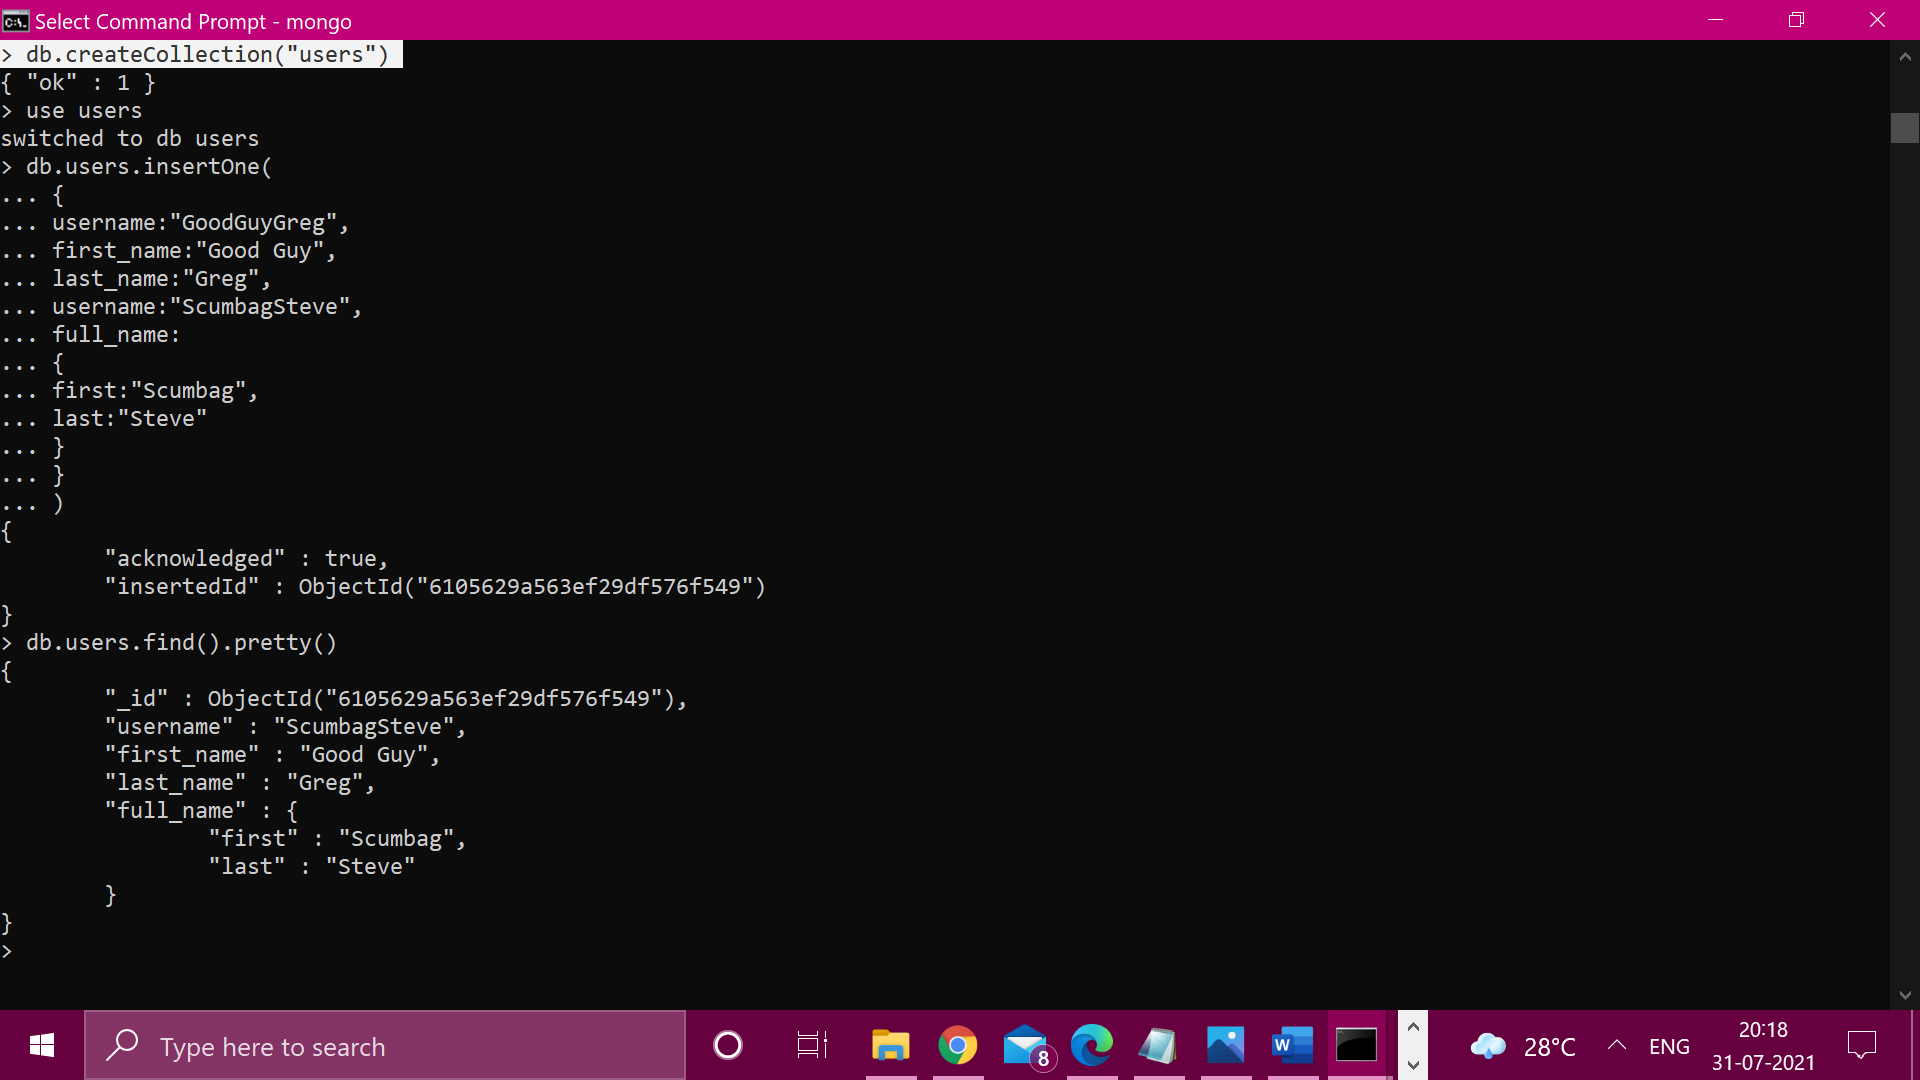 Select Command Prompt - mongo
> db.createCollection("users")
{ "ok" : 1 }
> use users
switched to db users
> db.users.insertOne(
... {
... username:"GoodGuyGreg",
... first_name:"Good Guy",
... last_name:"Greg",
... username:"ScumbagSteve",
... full_name:
... {
... first:"Scumbag",
... last:"Steve"
... }
... }
... )
{
        "acknowledged" : true,
        "insertedId" : ObjectId("6105629a563ef29df576f549")
}
> db.users.find().pretty()
{
        "_id" : ObjectId("6105629a563ef29df576f549"),
        "username" : "ScumbagSteve",
        "first_name" : "Good Guy",
        "last_name" : "Greg",
        "full_name" : {
                "first" : "Scumbag",
                "last" : "Steve"
        }
}
>
Type here to search
8
W
28°C
ENG
20:18
31-07-2021